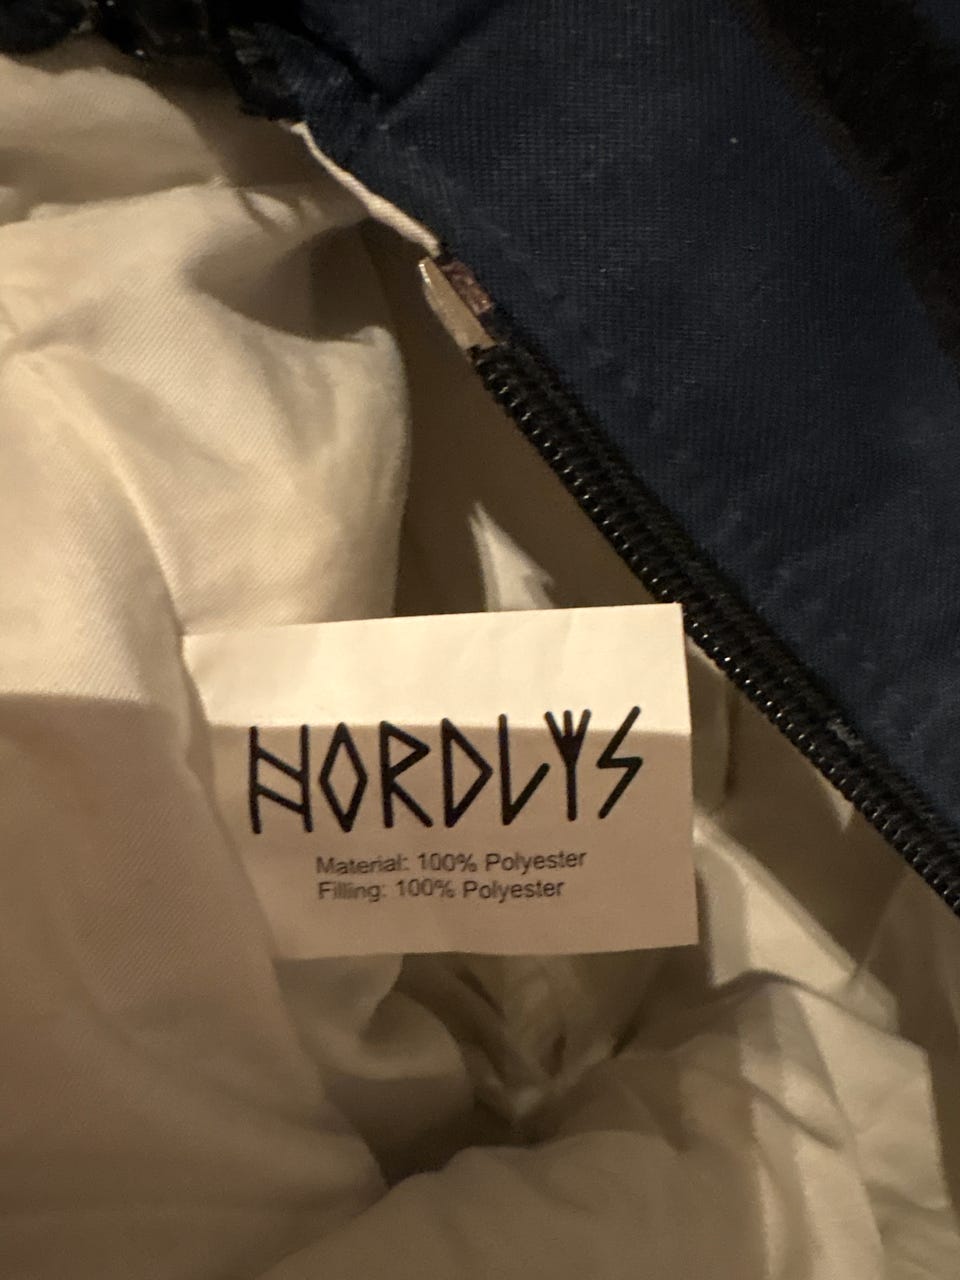 NORDLYS
Material: 100% Polyester
Filling: 100% Polyester